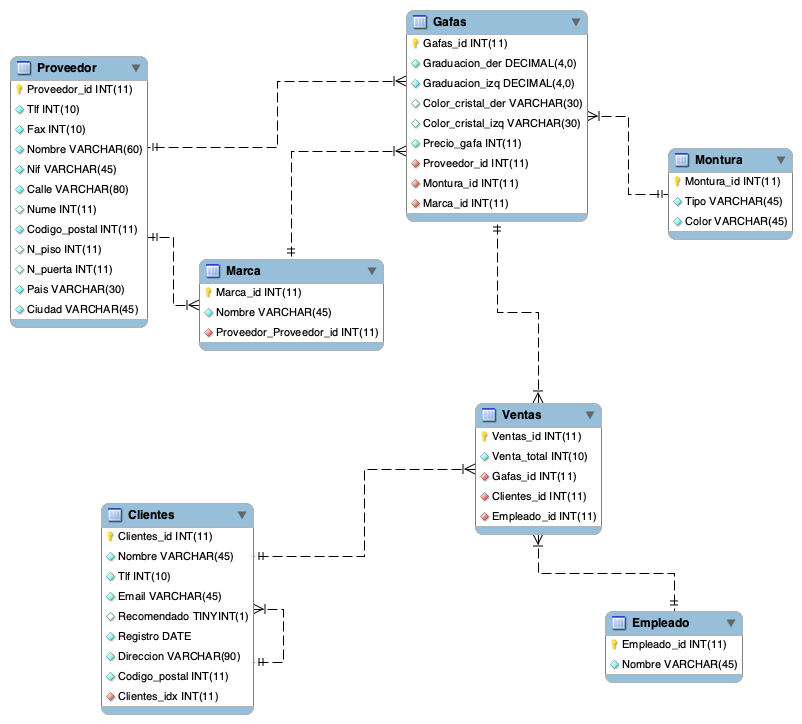 Proveedor
Proveedor_id INT(11)
Tlf INT(10)
Fax INT(10)
Nombre VARCHAR(60)
Nif VARCHAR(45)
Calle VARCHAR(80)
Nume INT(11)
Codigo_postal INT(11)
N_piso INT(11)
N_puerta INT(11)
Pais VARCHAR(30)
Ciudad VARCHAR(45)
Gafas
Gafas_id INT(11)
Graduacion_der DECIMAL(4,0)
Graduacion_izq DECIMAL(4,0)
Color_cristal_der VARCHAR(30)
Color_cristal_izq VARCHAR(30)
Precio_gafa INT(11)
Proveedor_id INT(11)
Montura_id INT(11)
Marca_id INT(11)
Montura
Montura_id INT(11)
Tipo VARCHAR(45)
Color VARCHAR(45)
Marca
Marca_id INT(11)
Nombre VARCHAR(45)
Proveedor_Proveedor_id INT(11)
Ventas
Ventas_id INT(11)
Venta_total INT(10)
Gafas_id INT(11)
Clientes_id INT(11)
Empleado_id INT(11)
Clientes
Clientes_id INT(11)
Nombre VARCHAR(45)
Tlf INT(10)
Email VARCHAR(45)
Recomendado TINYINT(1)
Registro DATE
Direccion VARCHAR(90)
Codigo_postal INT(11)
Clientes_idx INT(11)
Empleado
Empleado_id INT(11)
Nombre VARCHAR(45)